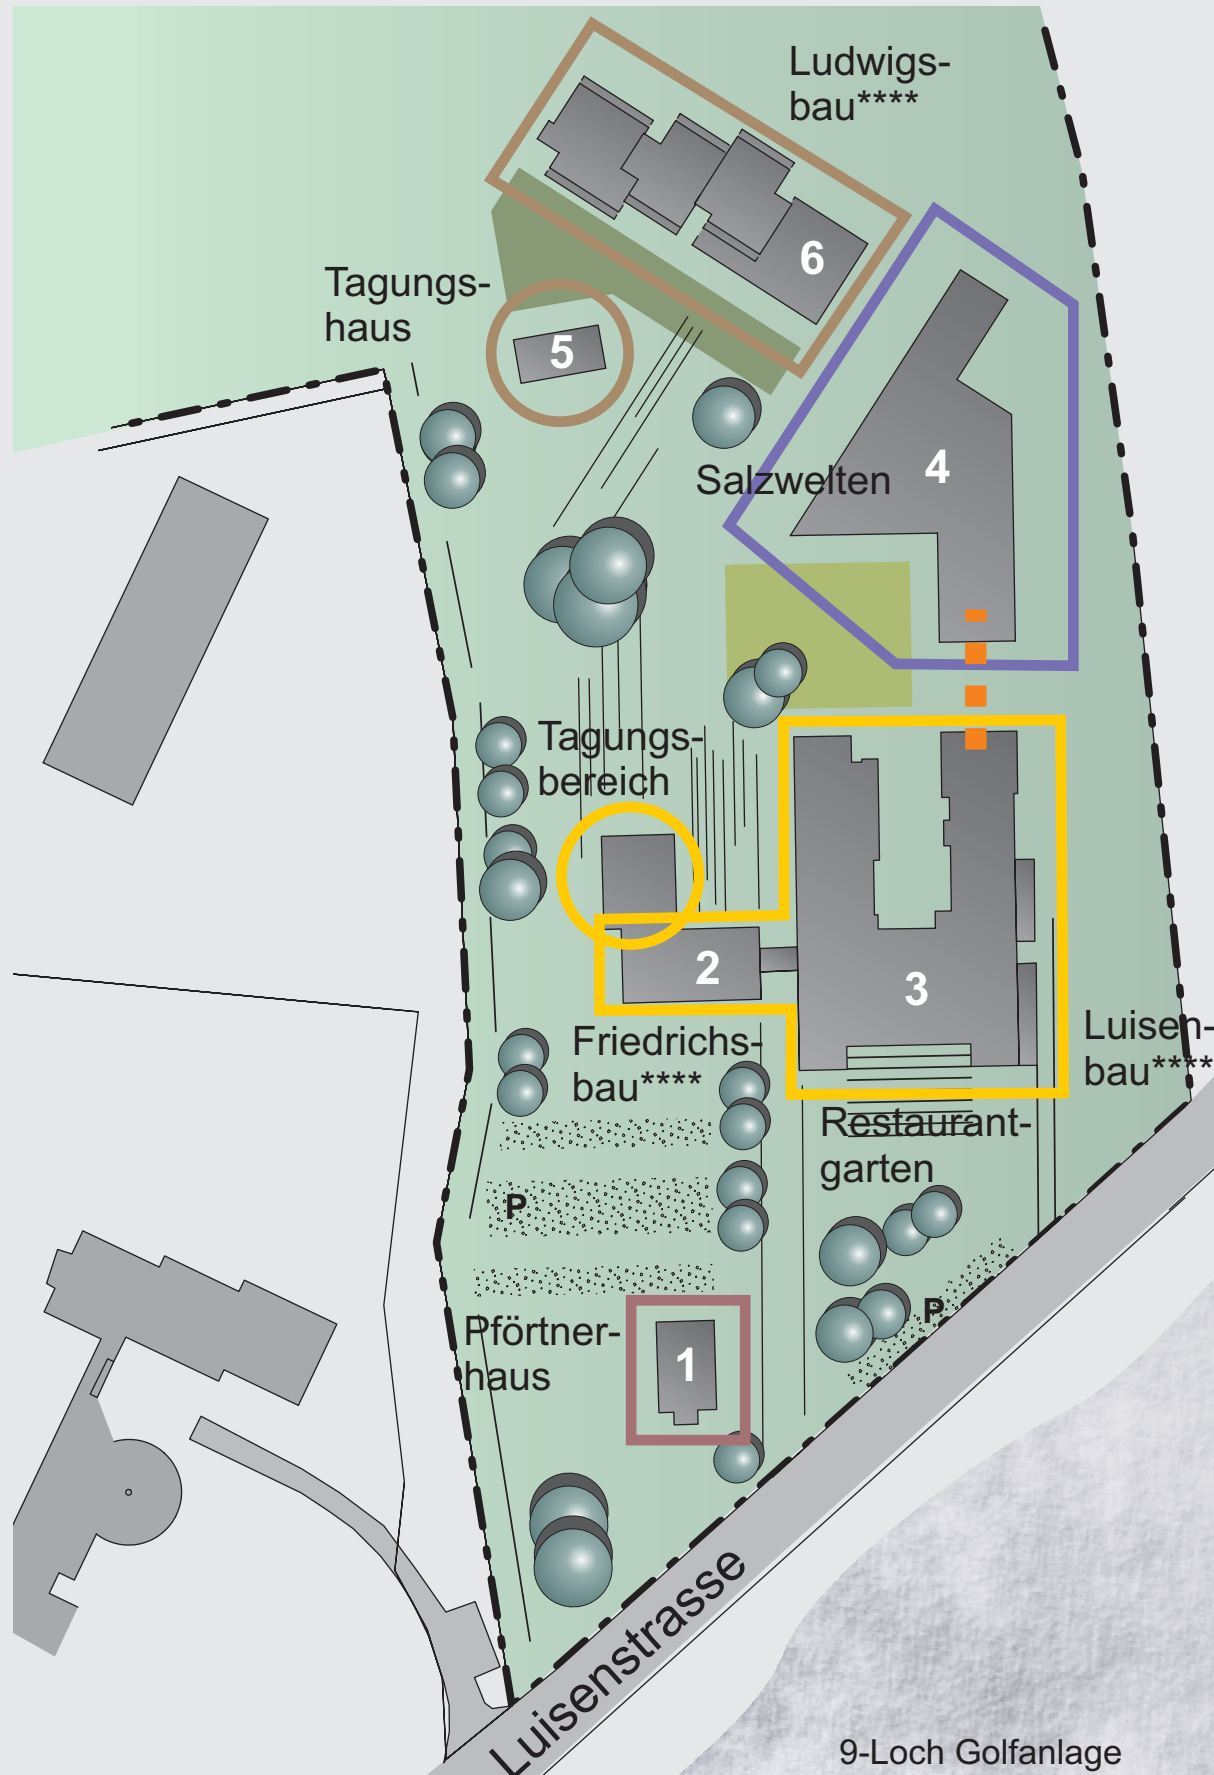 Ludwigs-
bau****
6
Tagungs-
haus
5
Salzwelten
4
Tagungs-
bereich
2
3
Friedrichs-
bau****
Luisen-
bau****
Restaurant-
garten
P
P
Pförtner-
haus
1
Luisenstrasse
9-Loch Golfanlage